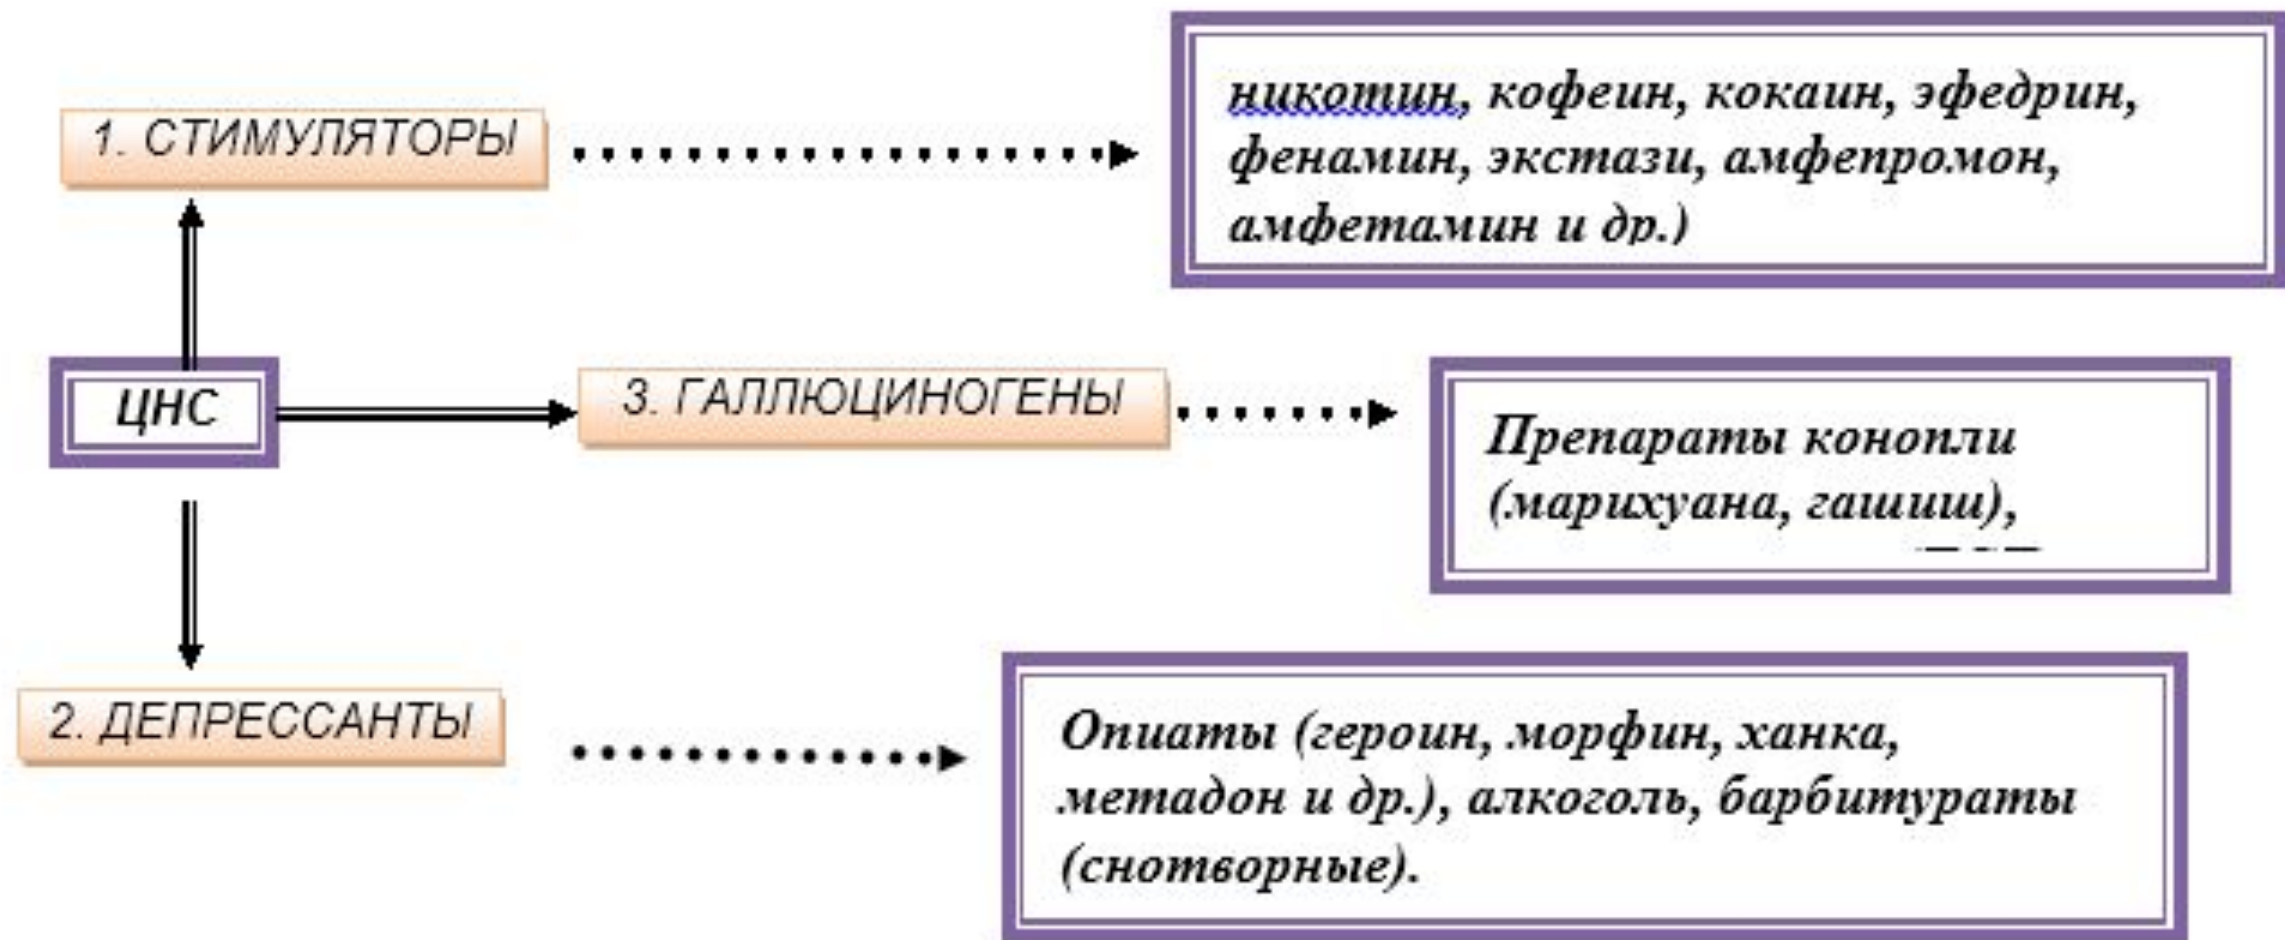 1. СТИМУЛЯТОРЫ
никотин, кофеин, кокаин, эфедрин,
фенамин, экстази, амфепромон,
амфетамин и др.)
ЦНС
3. ГАЛЛЮЦИНОГЕНЫ
Препараты конопли
(марихуана, гашиш),
2. ДЕПРЕССАНТЫ
Опиаты (героин, морфин, ханка,
метадон и др.), алкоголь, барбитураты
(снотворные).